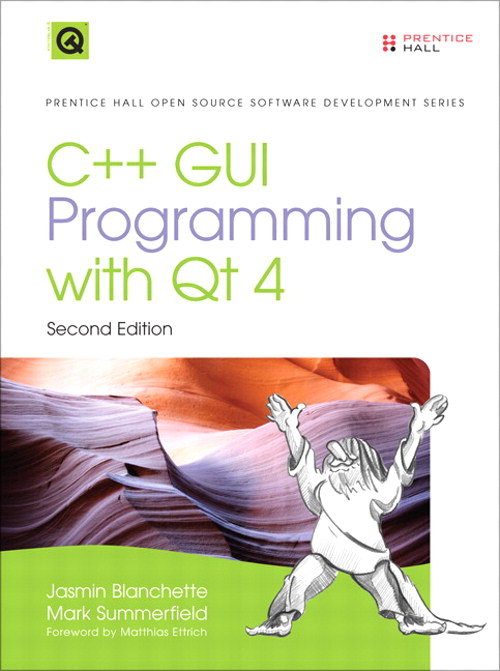 PRENTICE
HALL
PRENTICE HALL OPEN SOURCE SOFTWARE DEVELOPMENT SERIES
C++ GUI
Programming
with Qt 4
Second Edition
Jasmin Blanchette
Mark Summerfield
Foreword by Matthias Ettrich